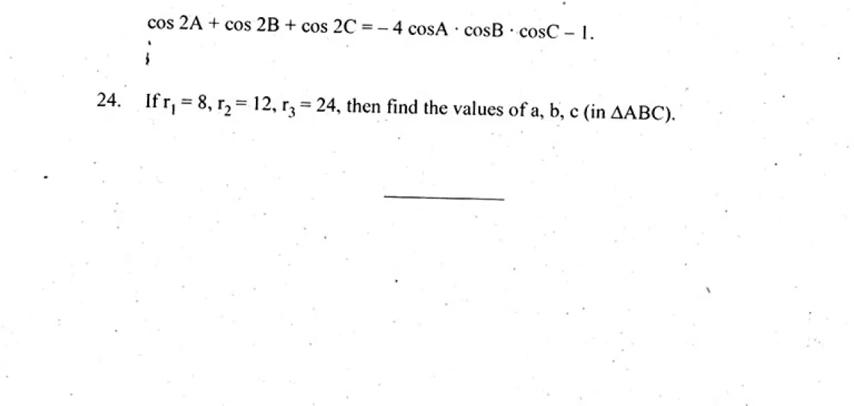 cos 2A + cos 2B + cos 2C = – 4 cosA · cosB · cosC – 1.
24. If r₁ = 8, r₂ = 12, r₃ = 24, then find the values of a, b, c (in ΔABC).